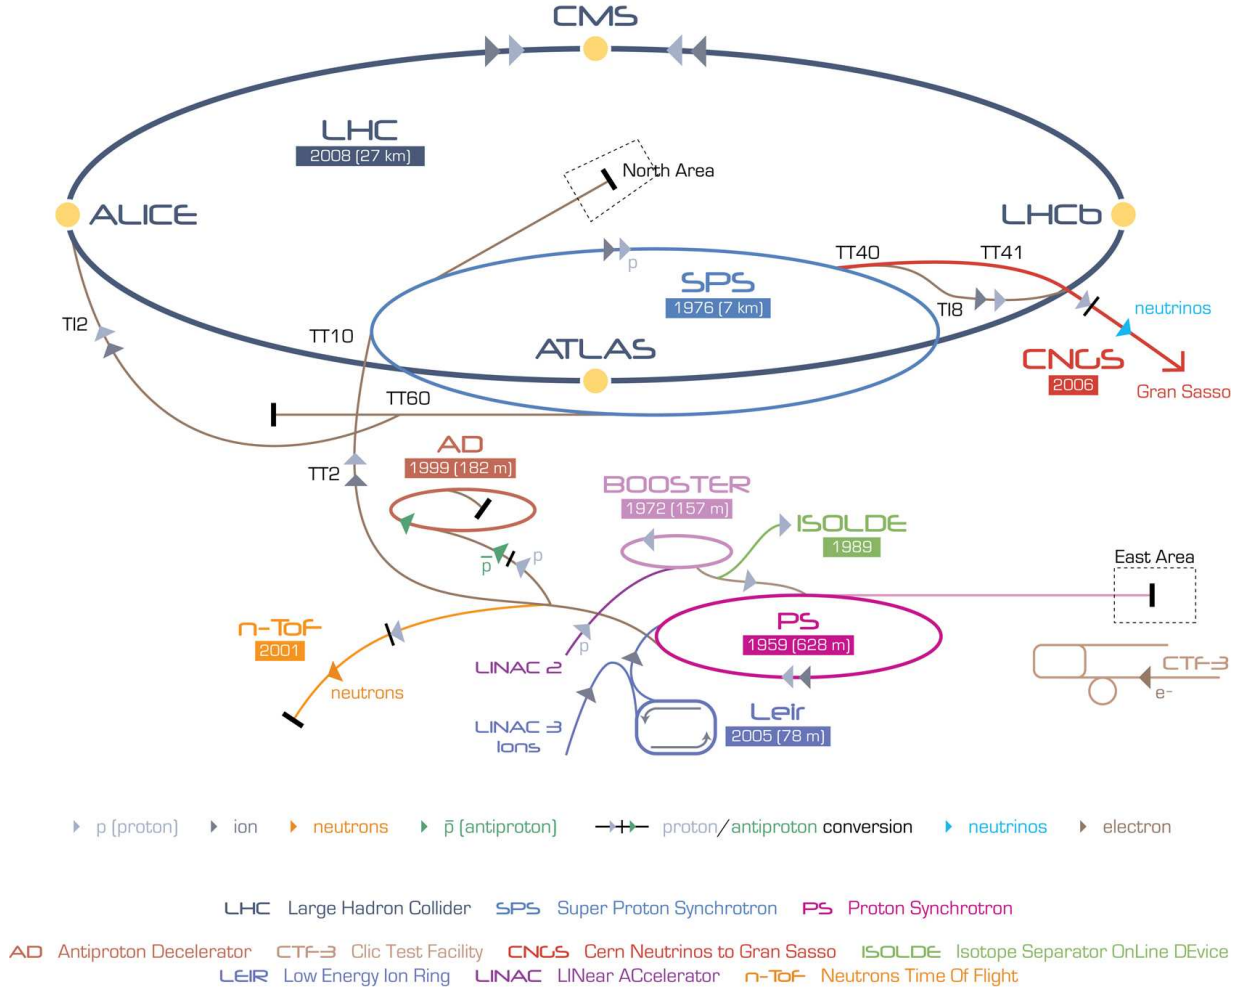 CMS
LHC
2008 (27 km)
North Area
ALICE
LHCb
TT40
TT41
SPS
1976 (7 km)
p
TI2
TT10
TI8
neutrinos
ATLAS
CNGS
2006
Gran Sasso
TT60
AD
1999 (182 m)
TT2
BOOSTER
1972 (157 m)
ISOLDE
1989
p̅
p
East Area
n-ToF
2001
PS
1959 (628 m)
p
LINAC 2
neutrons
CTF3
e-
LINAC 3
Ions
Leir
2005 (78 m)
p (proton)
ion
neutrons
p̅ (antiproton)
proton/antiproton conversion
neutrinos
electron
LHC Large Hadron Collider SPS Super Proton Synchrotron PS Proton Synchrotron
AD Antiproton Decelerator CTF-3 Clic Test Facility CNGS Cern Neutrinos to Gran Sasso ISOLDE Isotope Separator OnLine DEvice
LEIR Low Energy Ion Ring LINAC LINear ACcelerator n-ToF Neutrons Time Of Flight